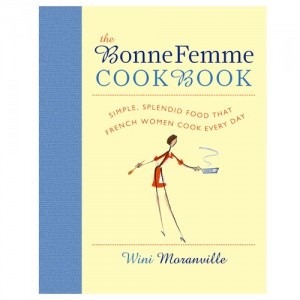 the
BonneFemme
COOKBOOK
SIMPLE, SPLENDID FOOD THAT
FRENCH WOMEN COOK EVERY DAY
Wini Moranville